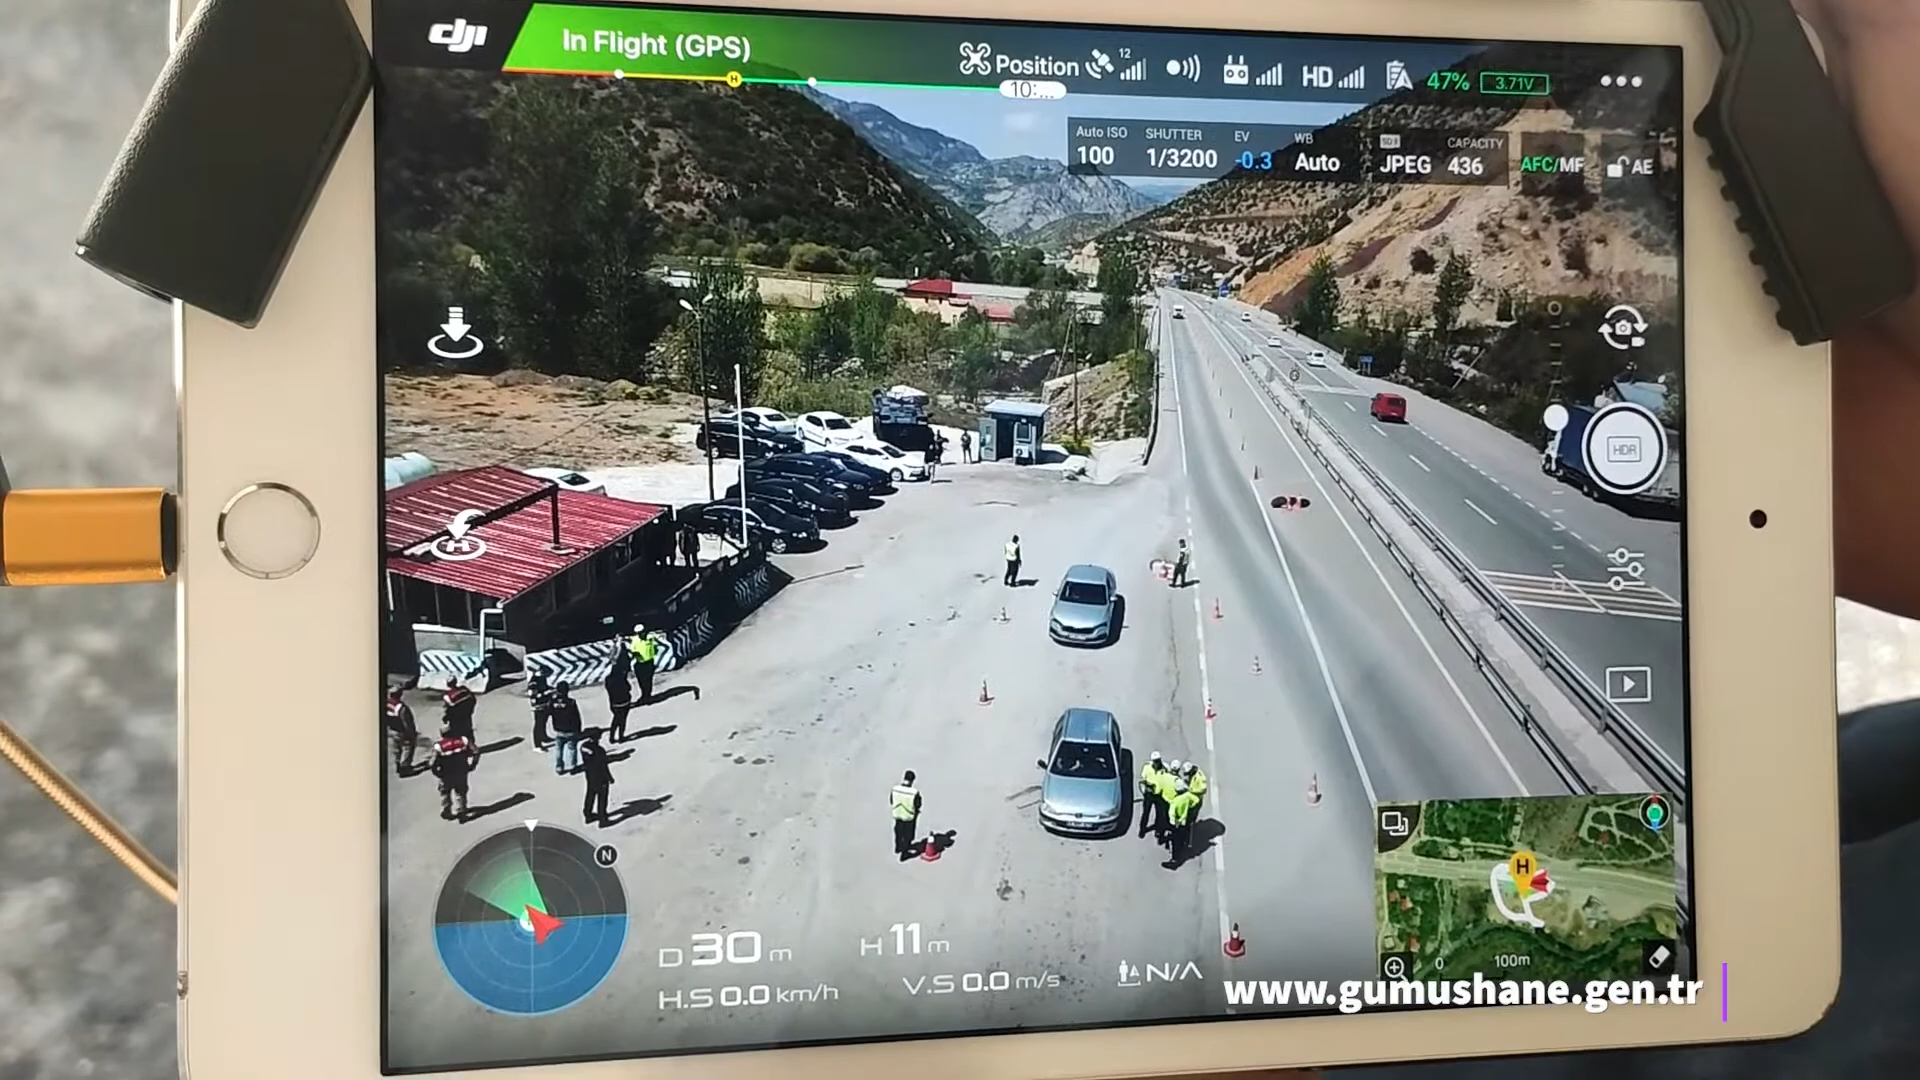 dji
In Flight (GPS)
Position
12
HD
47%
3.71V
10:...
Auto ISO
100
SHUTTER
1/3200
EV
-0.3
WB
Auto
JPEG
CAPACITY
436
AFC/MF
AE
HDR
H
N
D 30 m
H 11 m
H.S 0.0 km/h
V.S 0.0 m/s
N/A
H
0
100m
www.gumushane.gen.tr